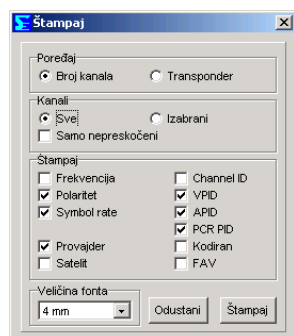 Štampaj
Poređaj
Broj kanala Transponder
Kanali
Sve Izabrani
Samo nepreskočeni
Štampaj
Frekvencija Channel ID
Polaritet VPID
Symbol rate APID
PCR PID
Provajder Kodiran
Satelit FAV
Veličina fonta
4 mm Odustani Štampaj